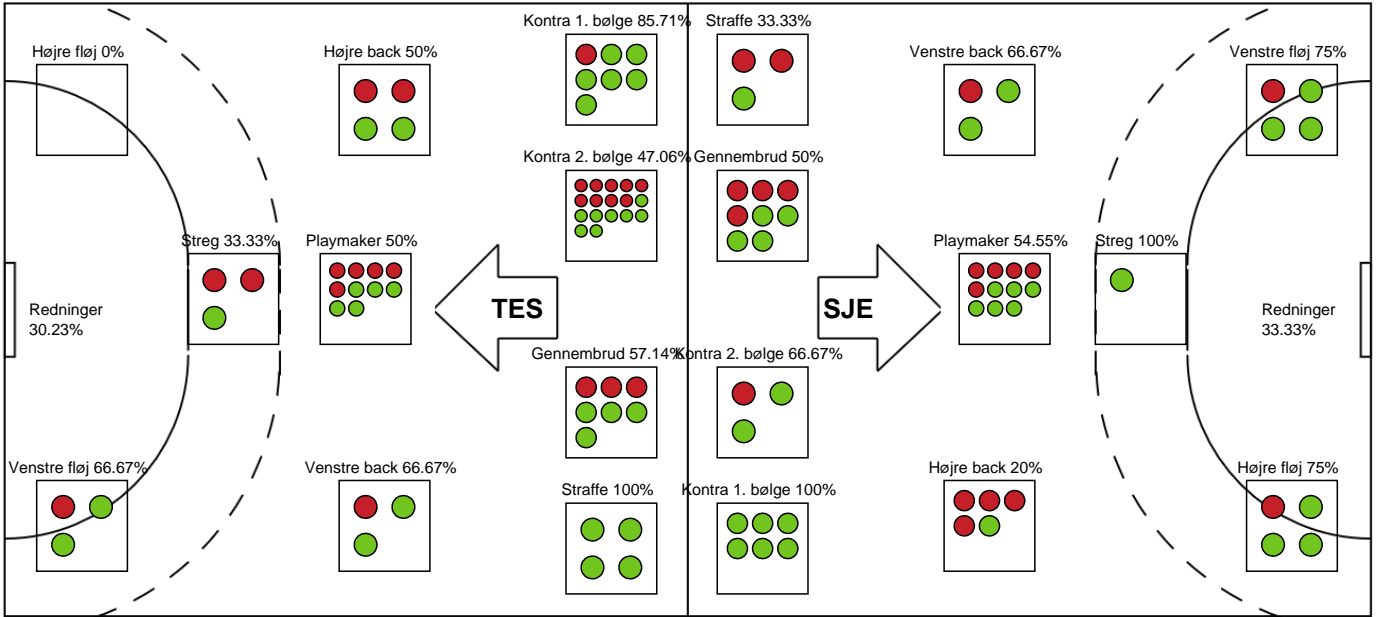 Kontra 1. bølge 85.71%
Straffe 33.33%
Højre fløj 0%
Højre back 50%
Venstre back 66.67%
Venstre fløj 75%
Kontra 2. bølge 47.06%
Gennembrud 50%
Streg 33.33%
Playmaker 50%
Playmaker 54.55%
Streg 100%
Redninger
30.23%
TES
SJE
Redninger
33.33%
Gennembrud 57.14%
Kontra 2. bølge 66.67%
Venstre fløj 66.67%
Venstre back 66.67%
Straffe 100%
Kontra 1. bølge 100%
Højre back 20%
Højre fløj 75%